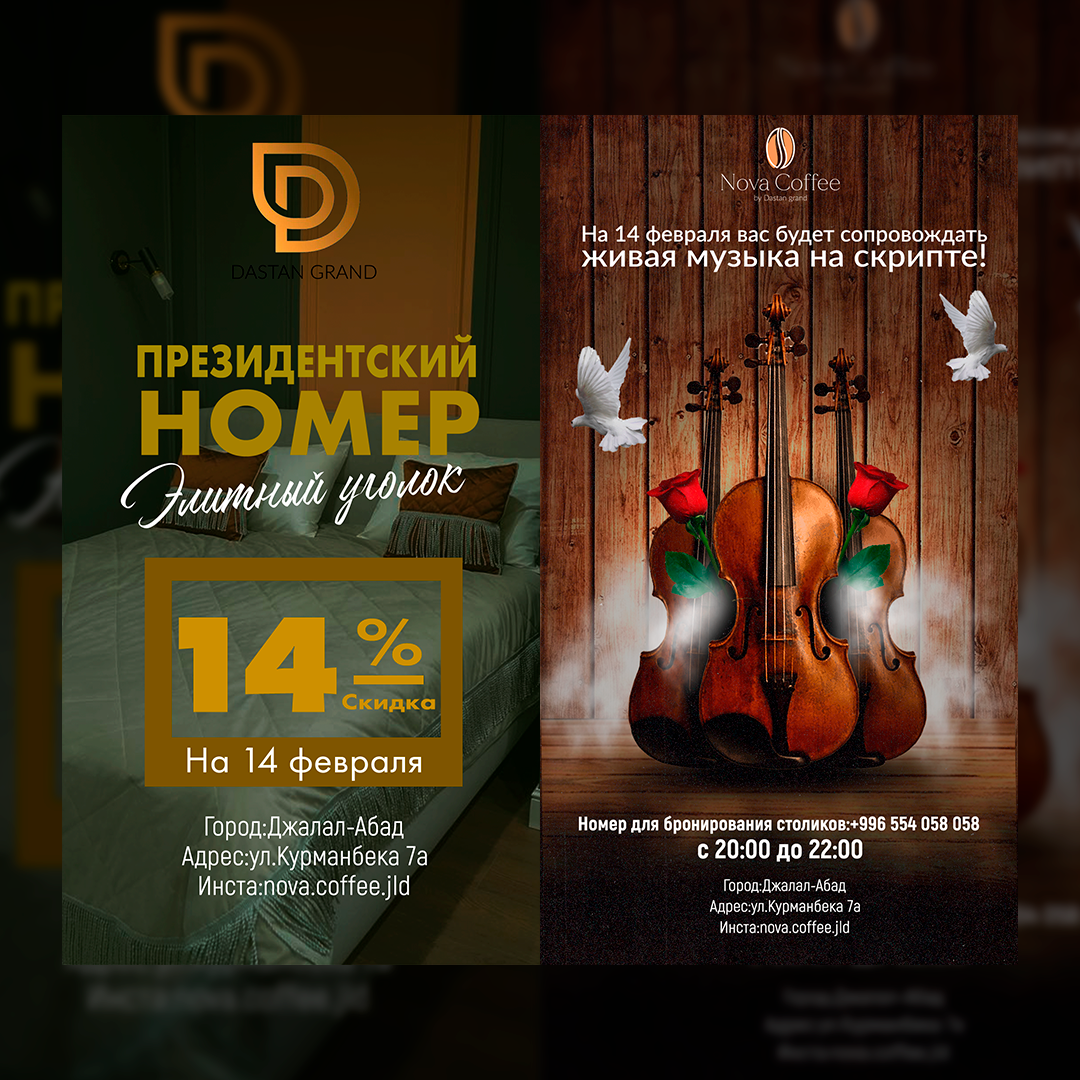 DASTAN GRAND
ПРЕЗИДЕНТСКИЙ
НОМЕР
Элитный уголок
14%
Скидка
На 14 февраля
Город:Джалал-Абад
Адрес:ул.Курманбека 7а
Инста:nova.coffee.jld
Nova Coffee
by Dastan grand
На 14 февраля вас будет сопровождать
живая музыка на скрипте!
Номер для бронирования столиков:+996 554 058 058
с 20:00 до 22:00
Город:Джалал-Абад
Адрес:ул.Курманбека 7а
Инста:nova.coffee.jld